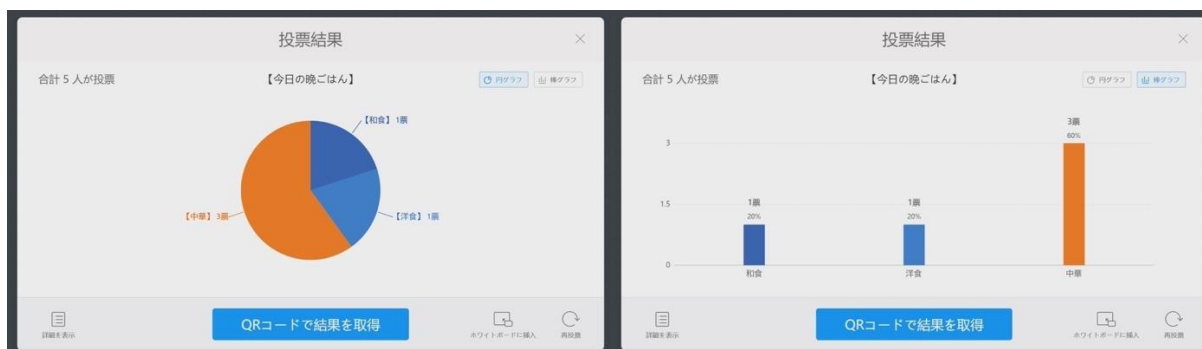 投票結果
合計 5 人が投票
【今日の晩ごはん】
円グラフ
棒グラフ
【和食】1票
【中華】3票
【洋食】1票
詳細を表示
QRコードで結果を取得
ホワイトボードに挿入
再投票
投票結果
合計 5 人が投票
【今日の晩ごはん】
円グラフ
棒グラフ
3票
60%
3
1.5
1票
20%
1票
20%
0
和食
洋食
中華
詳細を表示
QRコードで結果を取得
ホワイトボードに挿入
再投票